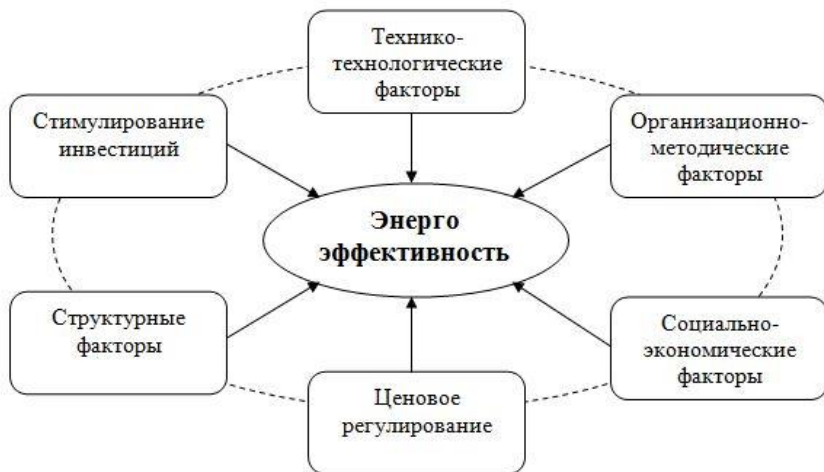 Технико-
технологические
факторы
Стимулирование
инвестиций
Организационно-
методические
факторы
Энерго
эффективность
Структурные
факторы
Социально-
экономические
факторы
Ценовое
регулирование